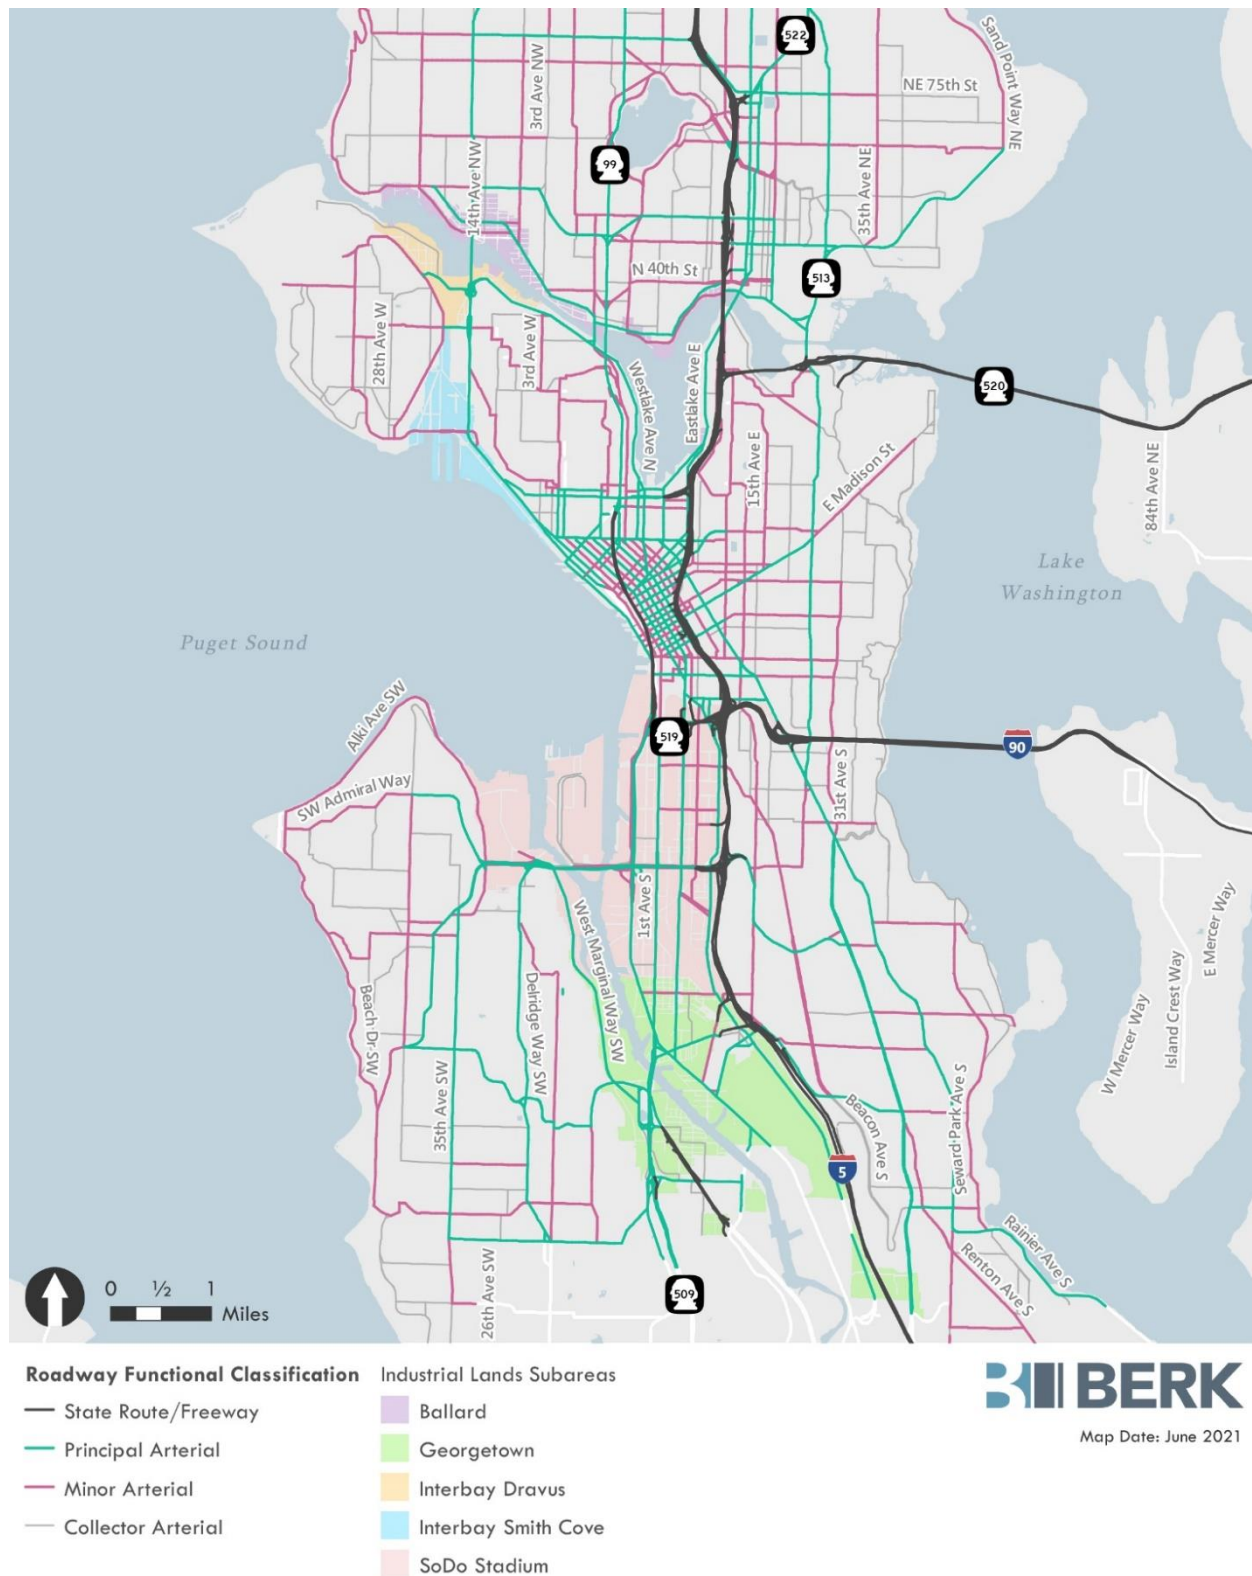 522
Sand Point Way NE
3rd Ave NW
NE 75th St
99
14th Ave NW
35th Ave NE
N 40th St
513
28th Ave W
3rd Ave W
Westlake Ave N
Eastlake Ave E
520
15th Ave E
E Madison St
84th Ave NE
Lake
Washington
Puget Sound
Alki Ave SW
519
90
SW Admiral Way
31st Ave S
1st Ave S
West Marginal Way SW
E Mercer Way
Island Crest Way
W Mercer Way
Beach Dr SW
Delridge Way SW
35th Ave SW
Beacon Ave S
Seward Park Ave S
5
Rainier Ave S
Renton Ave S
26th Ave SW
509
0 ½ 1
Miles
Roadway Functional Classification
State Route/Freeway
Principal Arterial
Minor Arterial
Collector Arterial
Industrial Lands Subareas
Ballard
Georgetown
Interbay Dravus
Interbay Smith Cove
SoDo Stadium
BERK
Map Date: June 2021